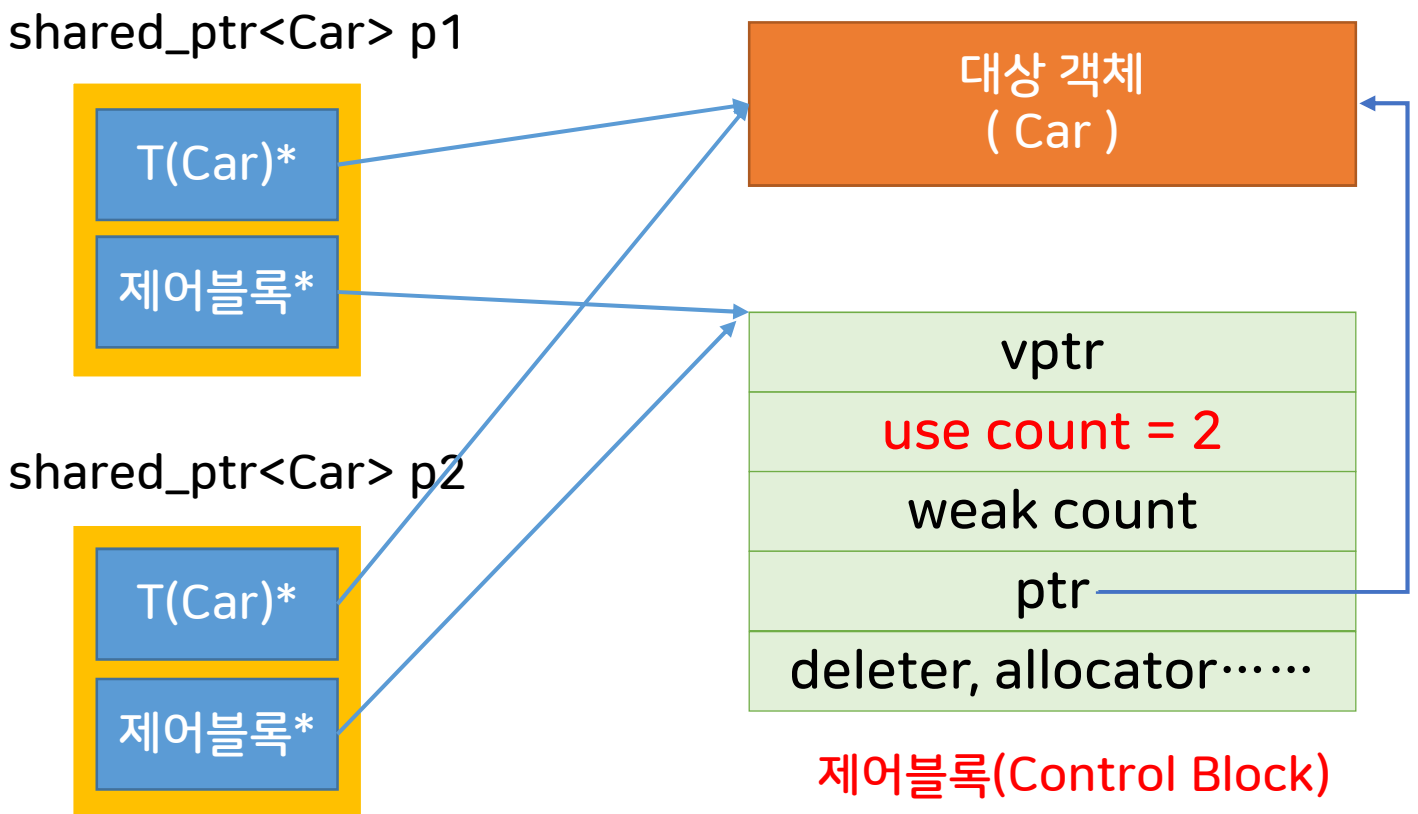 shared_ptr<Car> p1
T(Car)*
제어블록*
shared_ptr<Car> p2
T(Car)*
제어블록*
대상 객체
( Car )
vptr
use count = 2
weak count
ptr
deleter, allocator……
제어블록(Control Block)